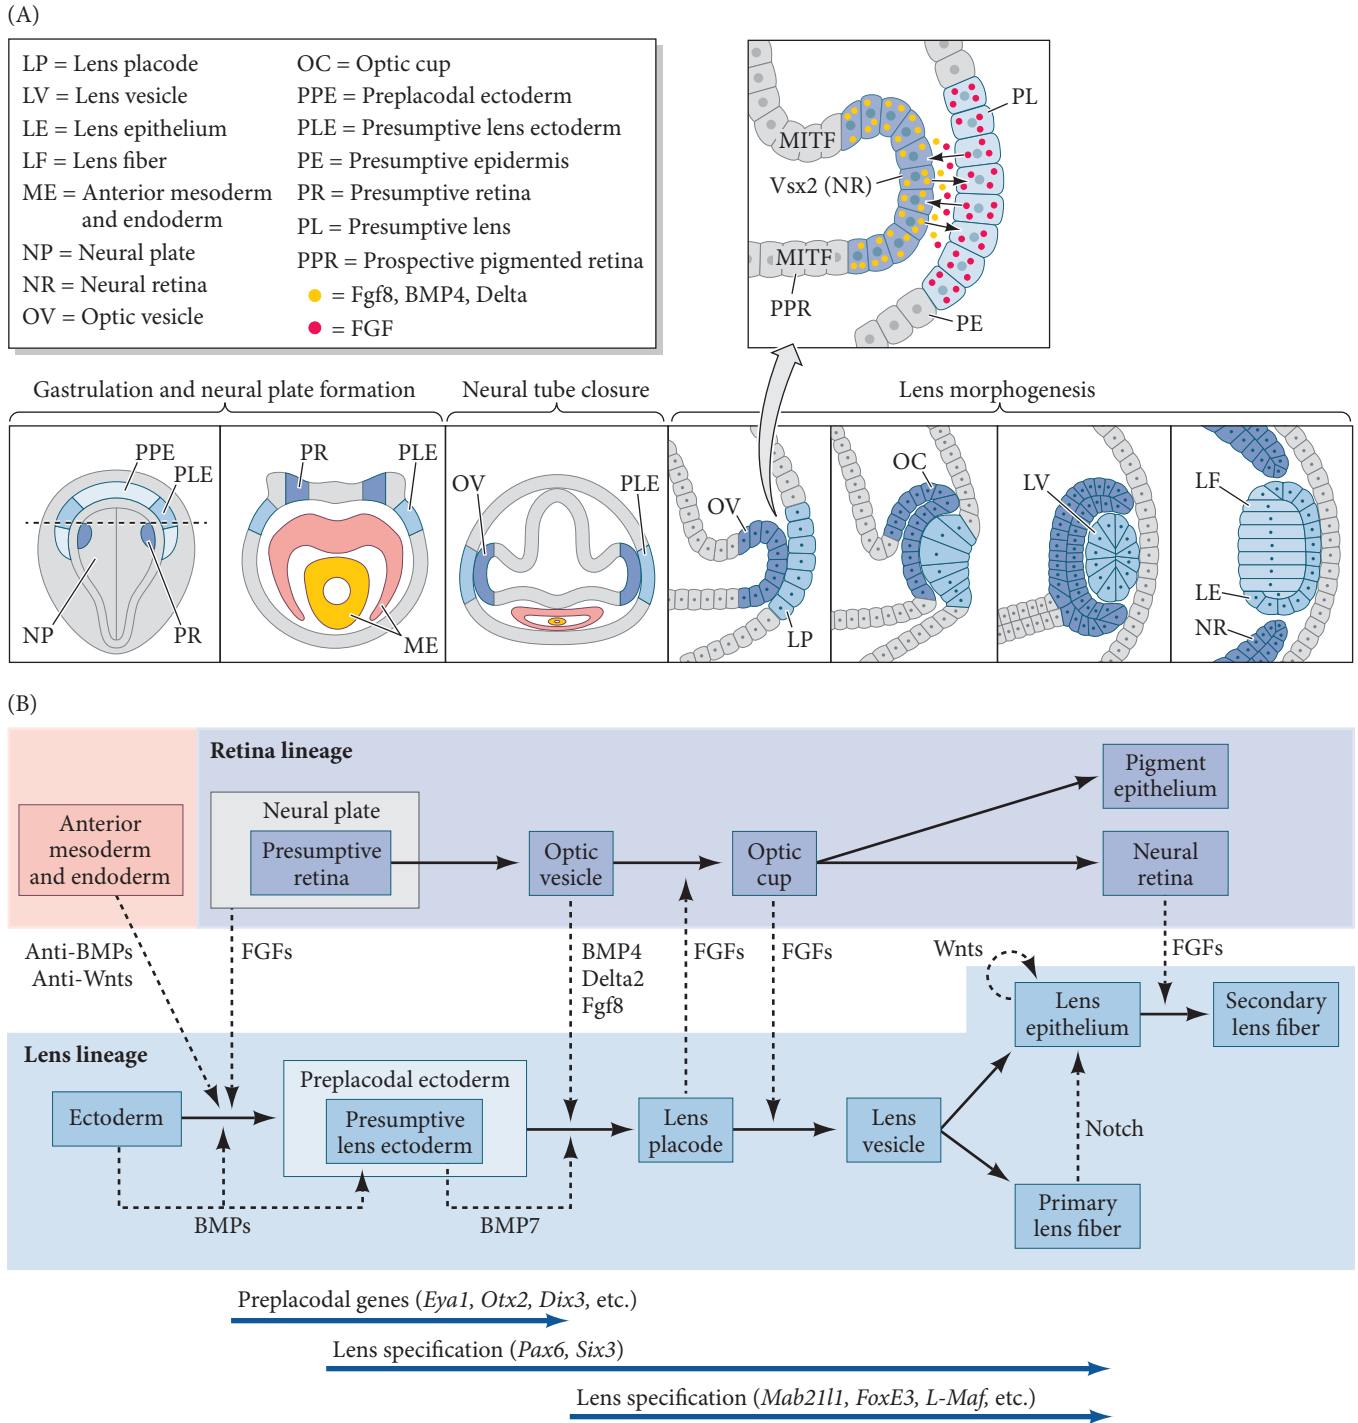 (A)
LP = Lens placode
LV = Lens vesicle
LE = Lens epithelium
LF = Lens fiber
ME = Anterior mesoderm
and endoderm
NP = Neural plate
NR = Neural retina
OV = Optic vesicle
OC = Optic cup
PPE = Preplacodal ectoderm
PLE = Presumptive lens ectoderm
PE = Presumptive epidermis
PR = Presumptive retina
PL = Presumptive lens
PPR = Prospective pigmented retina
= Fgf8, BMP4, Delta
= FGF
PL
MITF
Vsx2 (NR)
MITF
PPR
PE
Gastrulation and neural plate formation
Neural tube closure
Lens morphogenesis
PPE
PLE
NP
PR
PR
PLE
ME
OV
PLE
OV
LP
OC
LV
LF
LE
NR
(B)
Retina lineage
Anterior
mesoderm
and endoderm
Neural plate
Presumptive
retina
Optic
vesicle
Optic
cup
Pigment
epithelium
Neural
retina
Anti-BMPs
Anti-Wnts
FGFs
BMP4
Delta2
Fgf8
FGFs
FGFs
Wnts
FGFs
Lens lineage
Ectoderm
Preplacodal ectoderm
Presumptive
lens ectoderm
Lens
placode
Lens
vesicle
Lens
epithelium
Secondary
lens fiber
Notch
Primary
lens fiber
BMPs
BMP7
Preplacodal genes (Eya1, Otx2, Dix3, etc.)
Lens specification (Pax6, Six3)
Lens specification (Mab21l1, FoxE3, L-Maf, etc.)